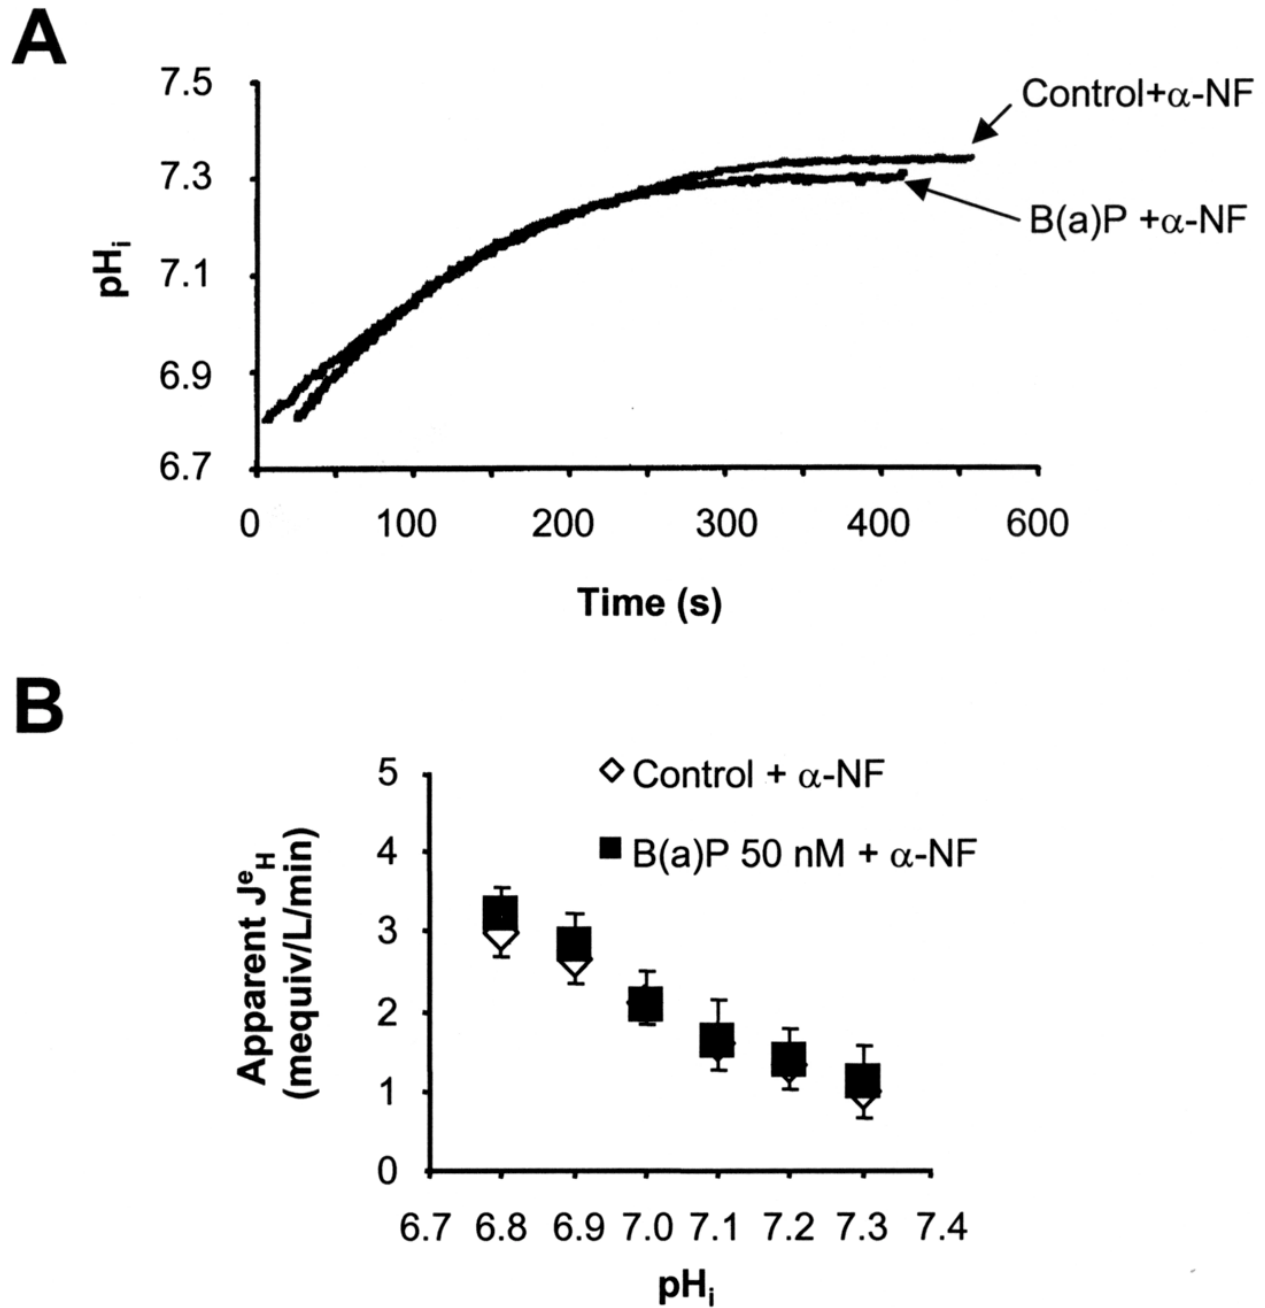 A
7.5
7.3
7.1
6.9
6.7
pHi
Control+α-NF
B(a)P +α-NF
0 100 200 300 400 600
Time (s)
B
5
4
3
2
1
0
Apparent JeH
(mequiv/L/min)
Control + α-NF
B(a)P 50 nM + α-NF
6.7 6.8 6.9 7.0 7.1 7.2 7.3 7.4
pHi